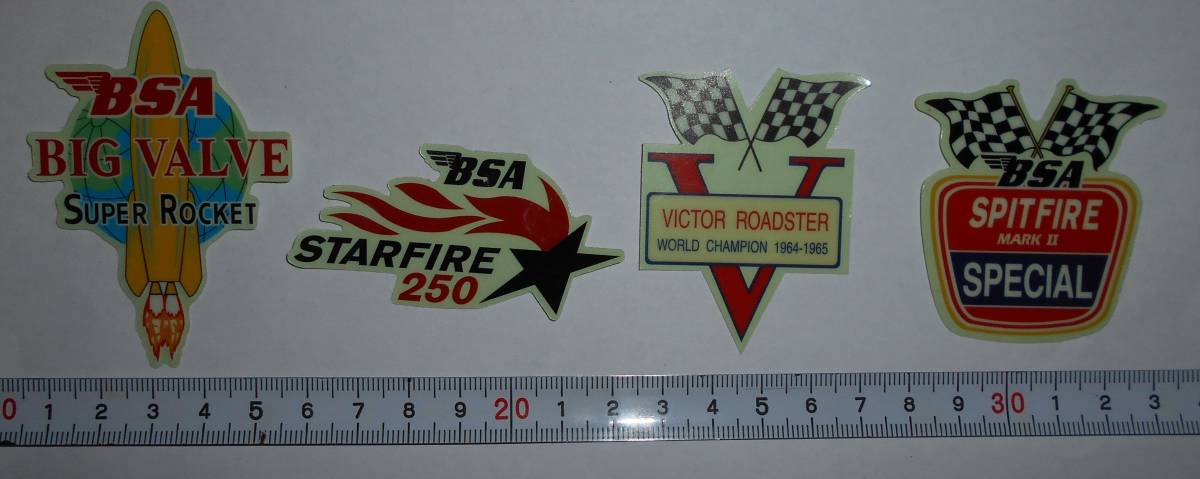 BSA
BIG VALVE
SUPER ROCKET
BSA
STARFIRE
250
V
VICTOR ROADSTER
WORLD CHAMPION 1964-1965
BSA
SPITFIRE
MARK II
SPECIAL
0 1 2 3 4 5 6 7 8 9 20 1 2 3 4 5 6 7 8 9 30 1 2 3